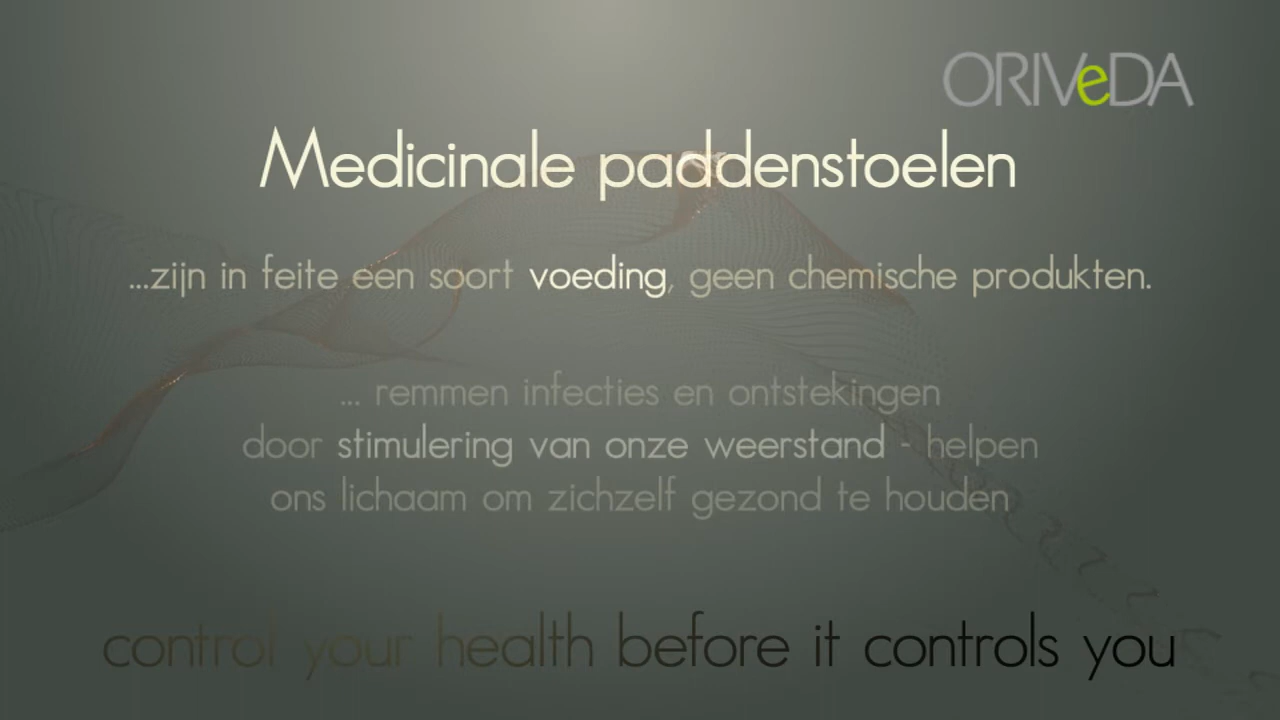 ORIVeDA
Medicinale paddenstoelen
...zijn in feite een soort voeding, geen chemische produkten.
... remmen infecties en ontstekingen
door stimulering van onze weerstand - helpen
ons lichaam om zichzelf gezond te houden
control your health before it controls you